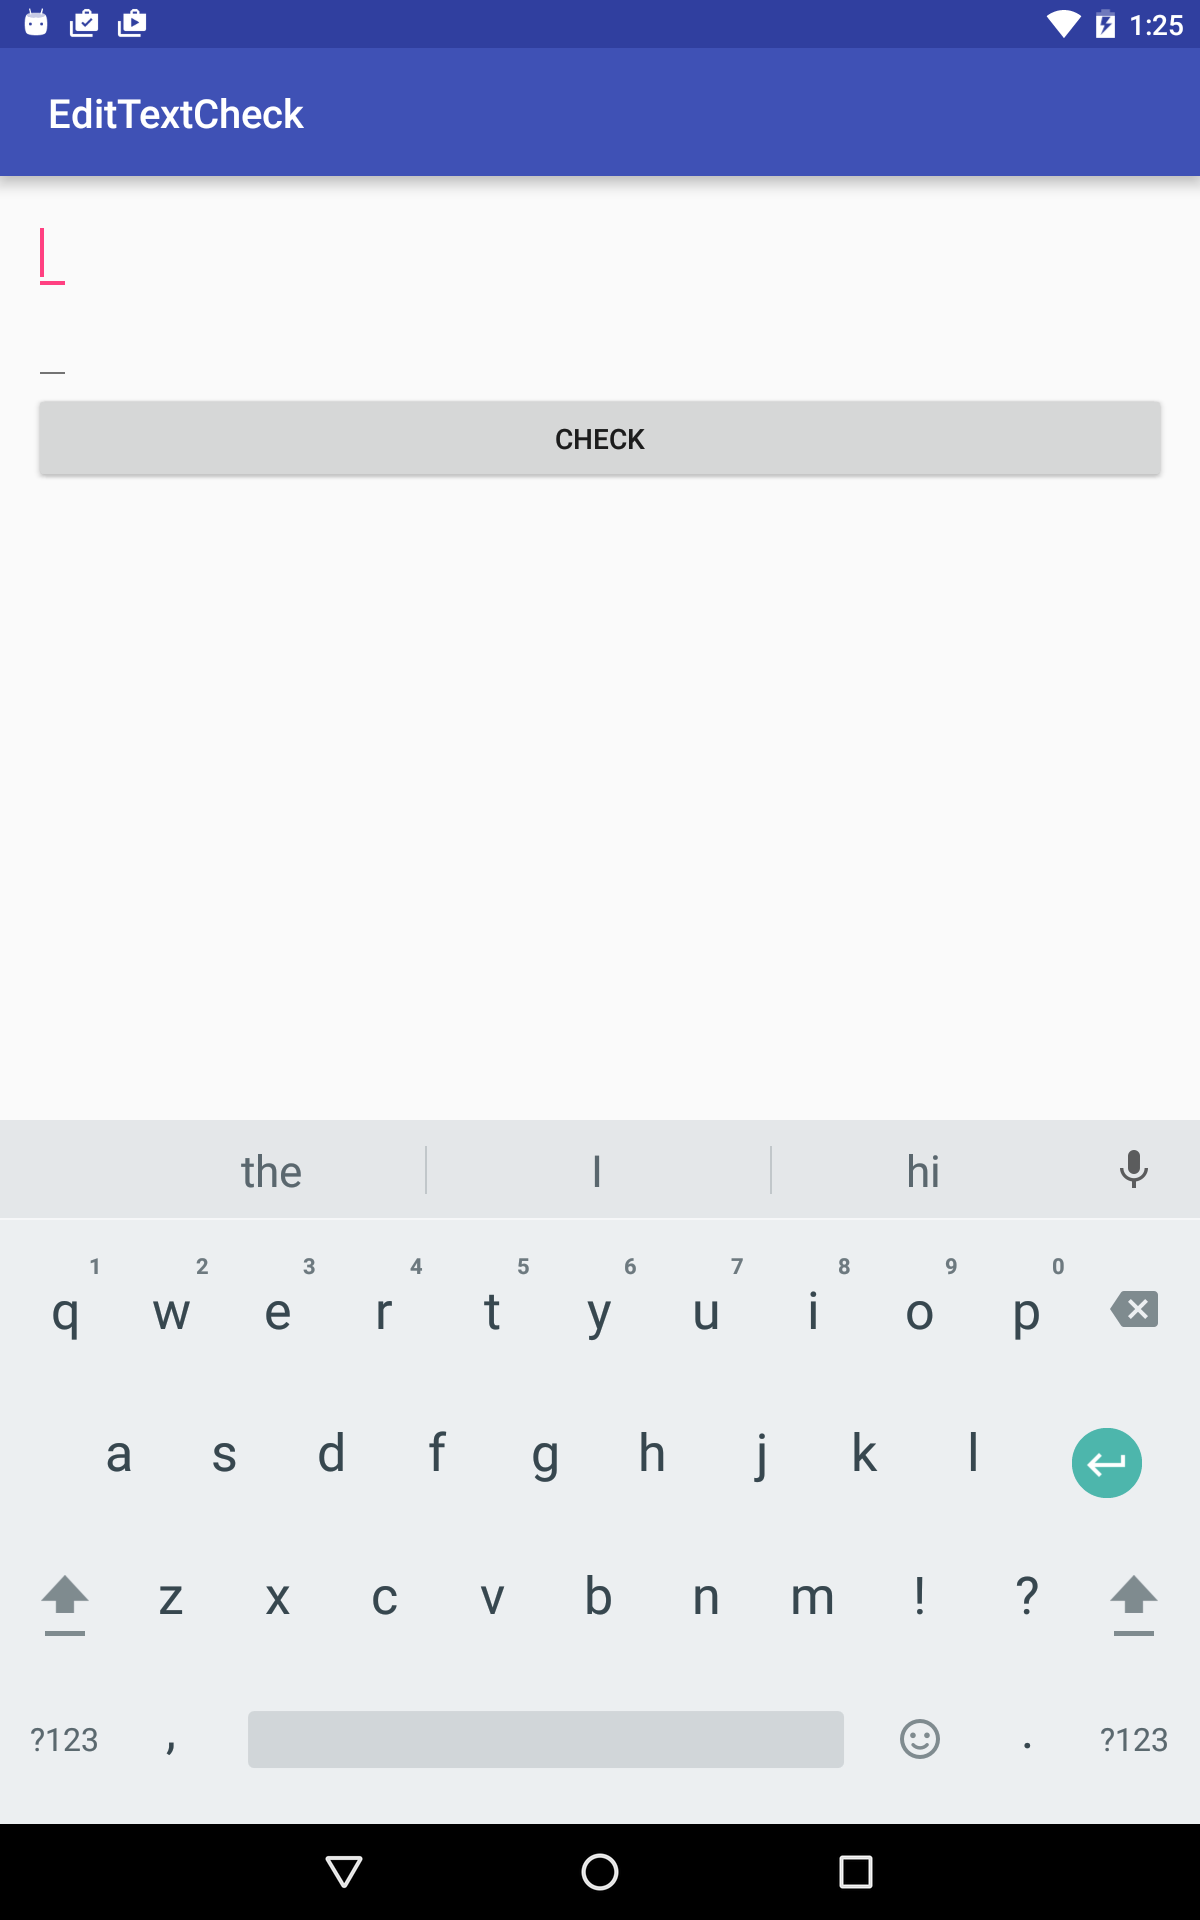 1:25
EditTextCheck
CHECK
the I hi
1 2 3 4 5 6 7 8 9 0
q w e r t y u i o p
a s d f g h j k l
z x c v b n m ! ?
?123 , . ?123